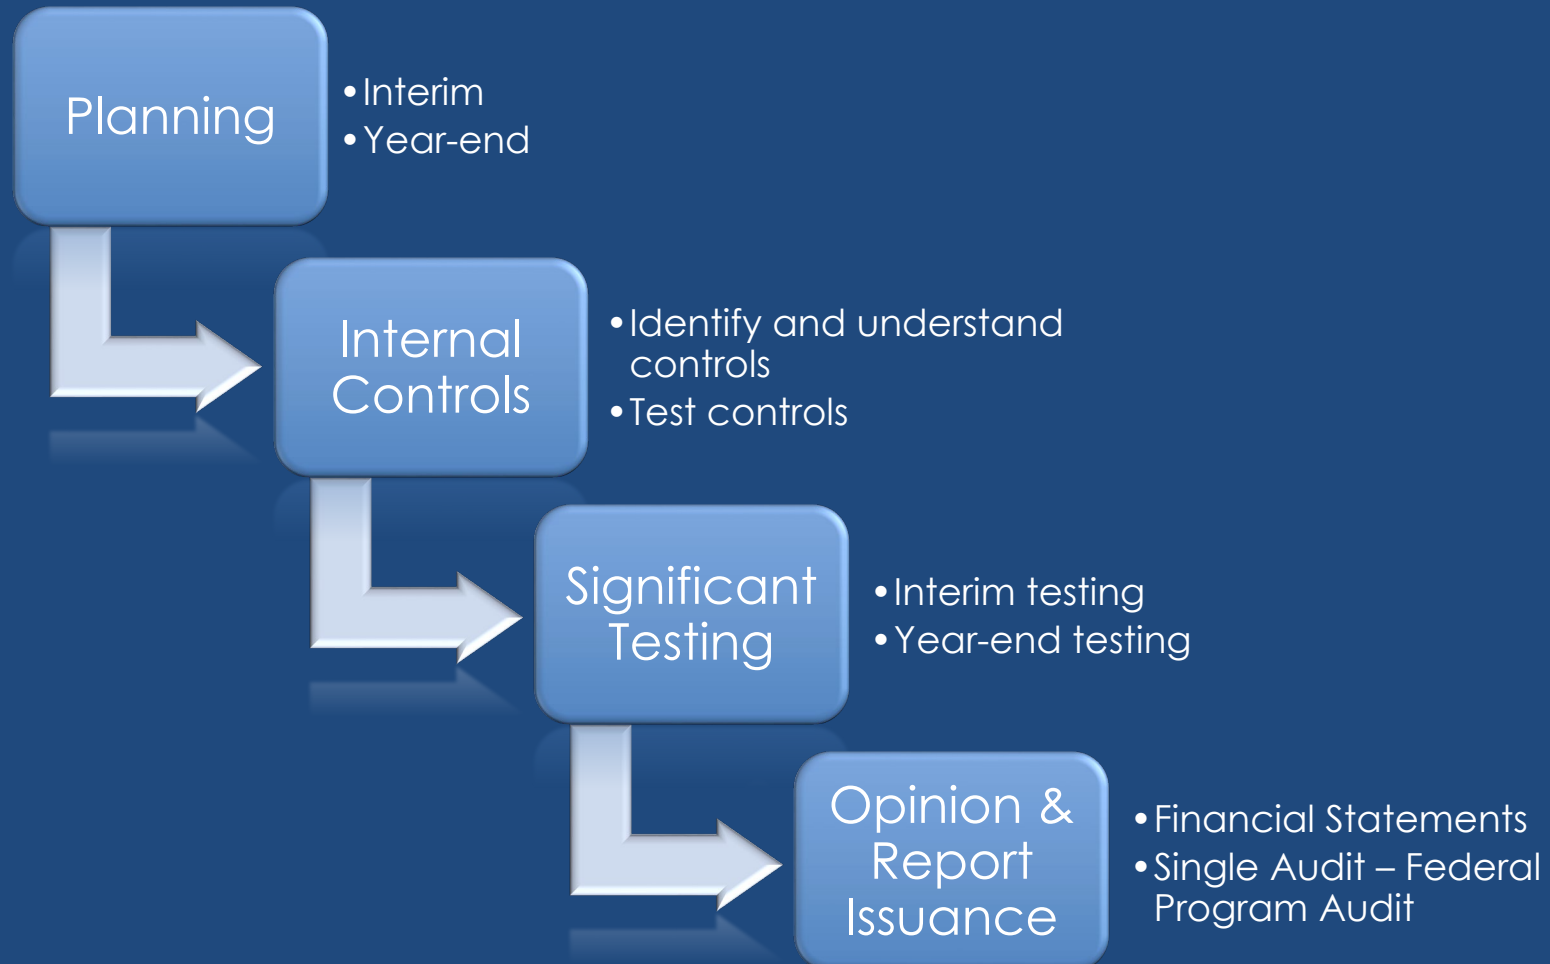 Planning
•Interim
•Year-end
Internal
Controls
•Identify and understand
controls
•Test controls
Significant
Testing
•Interim testing
•Year-end testing
Opinion &
Report
Issuance
•Financial Statements
•Single Audit – Federal
Program Audit